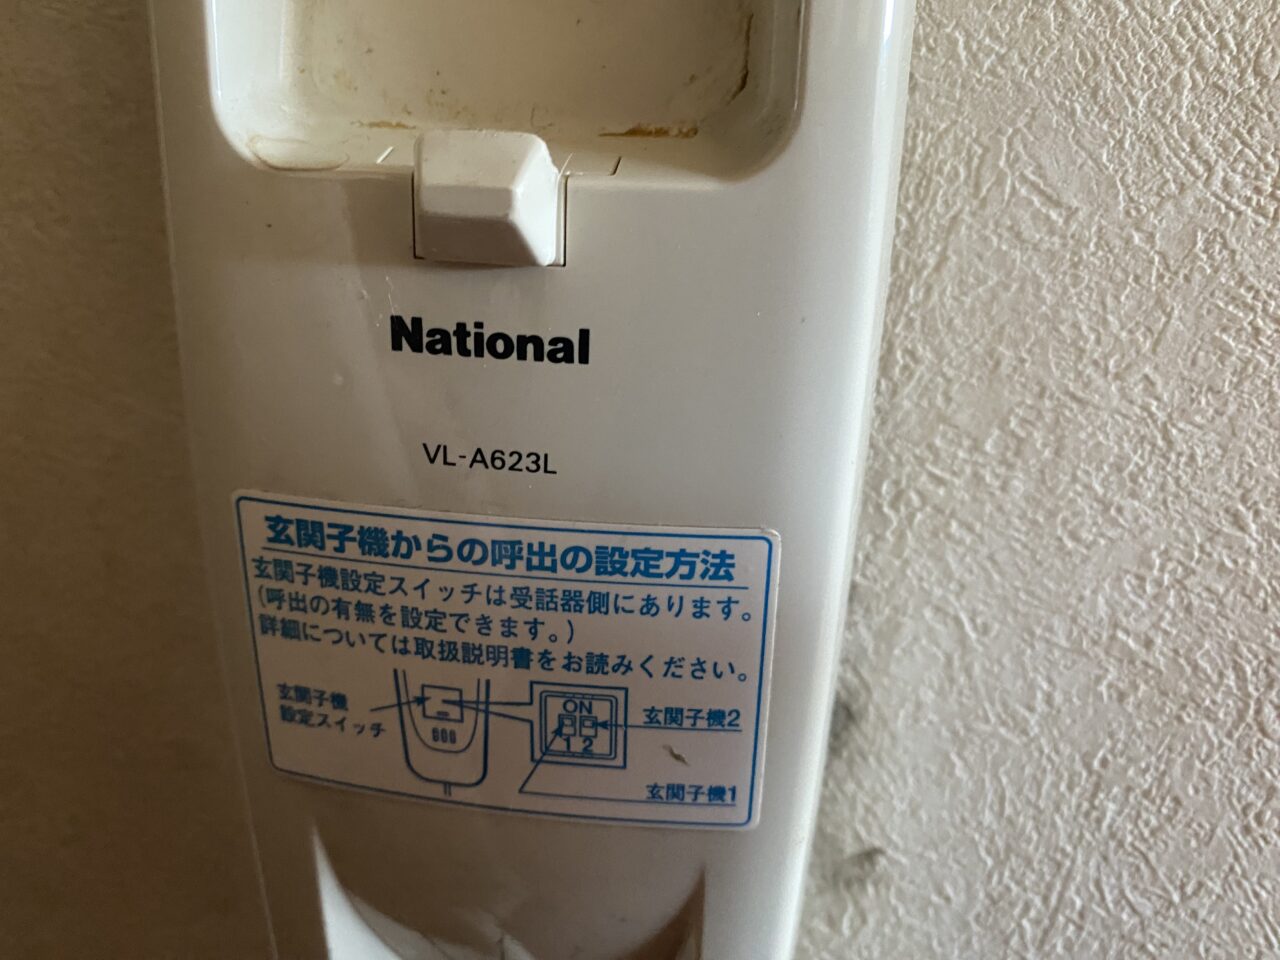 National
VL-A623L
玄関子機からの呼出の設定方法
玄関子機設定スイッチは受話器側にあります。
(呼出の有無を設定できます。)
詳細については取扱説明書をお読みください。
玄関子機
設定スイッチ
ON
1 2
玄関子機2
玄関子機1